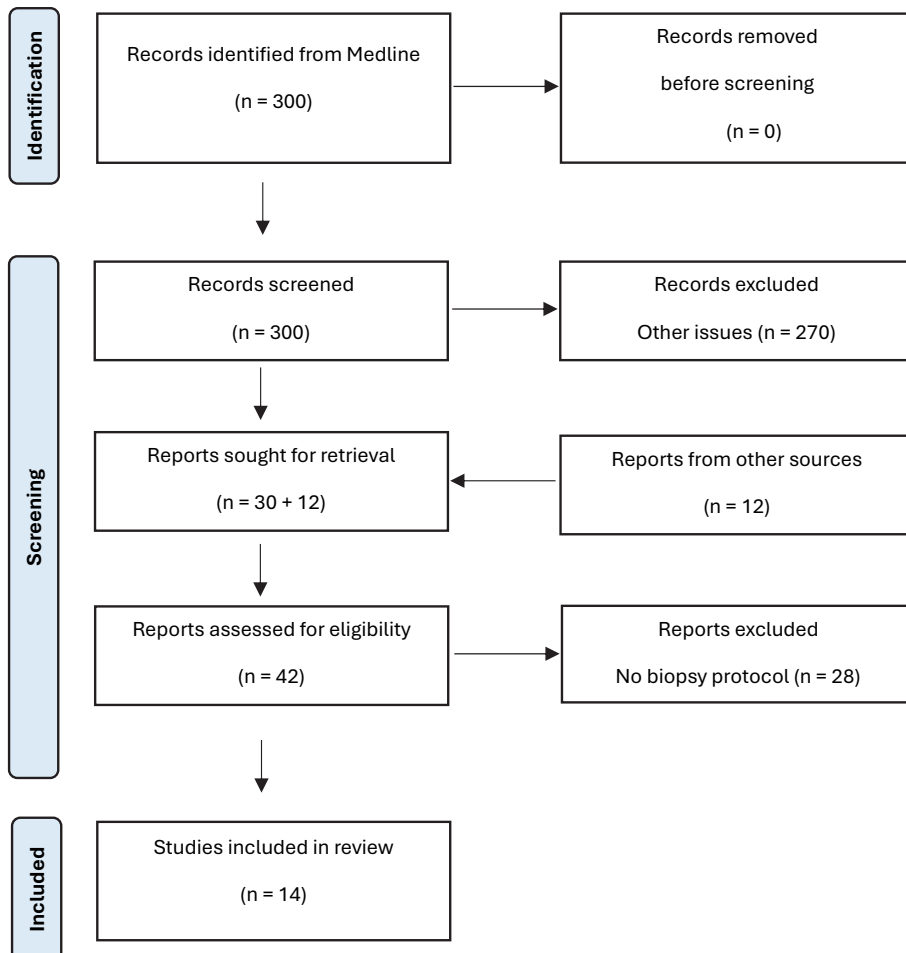 Identification
Records identified from Medline
(n = 300)
Records removed
before screening
(n = 0)
Screening
Records screened
(n = 300)
Records excluded
Other issues (n = 270)
Reports sought for retrieval
(n = 30 + 12)
Reports from other sources
(n = 12)
Reports assessed for eligibility
(n = 42)
Reports excluded
No biopsy protocol (n = 28)
Included
Studies included in review
(n = 14)